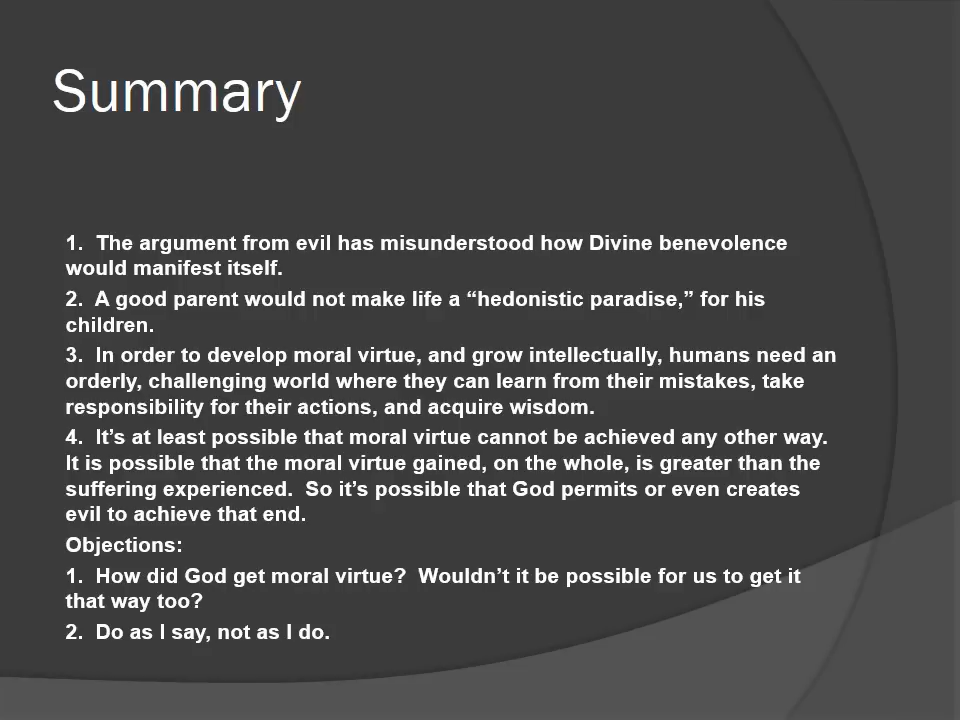 Summary
1.  The argument from evil has misunderstood how Divine benevolence
would manifest itself.
2.  A good parent would not make life a “hedonistic paradise,” for his
children.
3.  In order to develop moral virtue, and grow intellectually, humans need an
orderly, challenging world where they can learn from their mistakes, take
responsibility for their actions, and acquire wisdom.
4.  It’s at least possible that moral virtue cannot be achieved any other way.
It is possible that the moral virtue gained, on the whole, is greater than the
suffering experienced.  So it’s possible that God permits or even creates
evil to achieve that end.
Objections:
1.  How did God get moral virtue?  Wouldn’t it be possible for us to get it
that way too?
2.  Do as I say, not as I do.